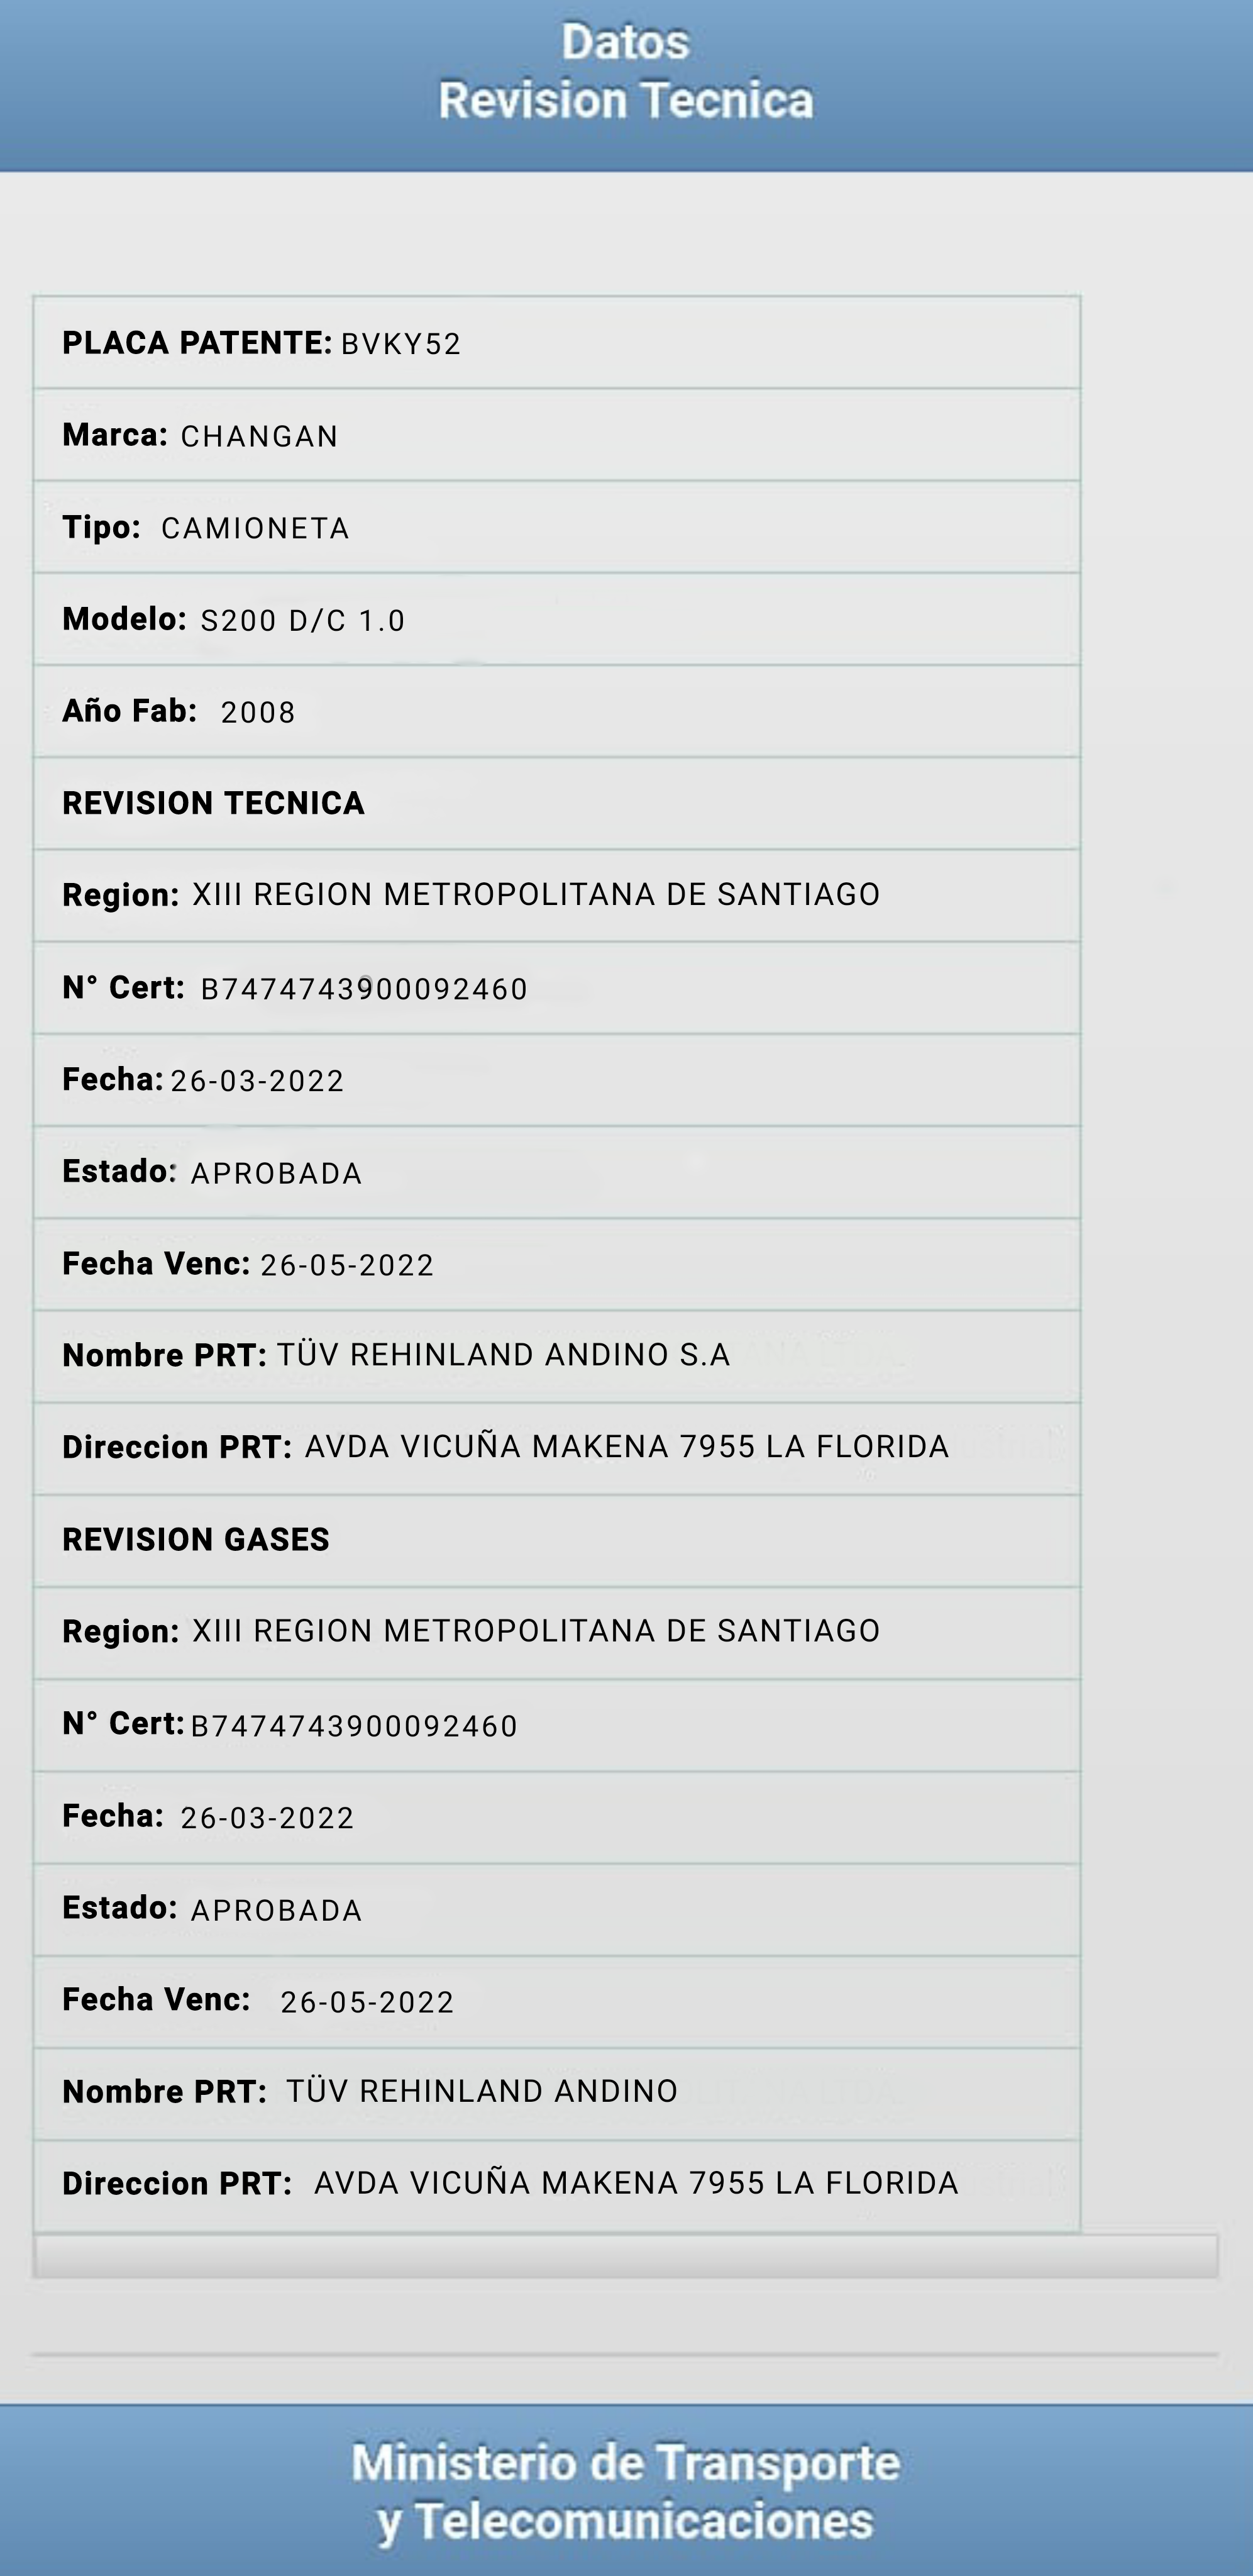 Datos
Revision Tecnica
PLACA PATENTE: BVKY52
Marca: CHANGAN
Tipo: CAMIONETA
Modelo: S200 D/C 1.0
Año Fab: 2008
REVISION TECNICA
Region: XIII REGION METROPOLITANA DE SANTIAGO
N° Cert: B7474743900092460
Fecha: 26-03-2022
Estado: APROBADA
Fecha Venc: 26-05-2022
Nombre PRT: TÜV REHINLAND ANDINO S.A
Direccion PRT: AVDA VICUÑA MAKENA 7955 LA FLORIDA
REVISION GASES
Region: XIII REGION METROPOLITANA DE SANTIAGO
N° Cert: B7474743900092460
Fecha: 26-03-2022
Estado: APROBADA
Fecha Venc: 26-05-2022
Nombre PRT: TÜV REHINLAND ANDINO
Direccion PRT: AVDA VICUÑA MAKENA 7955 LA FLORIDA
Ministerio de Transporte
y Telecomunicaciones